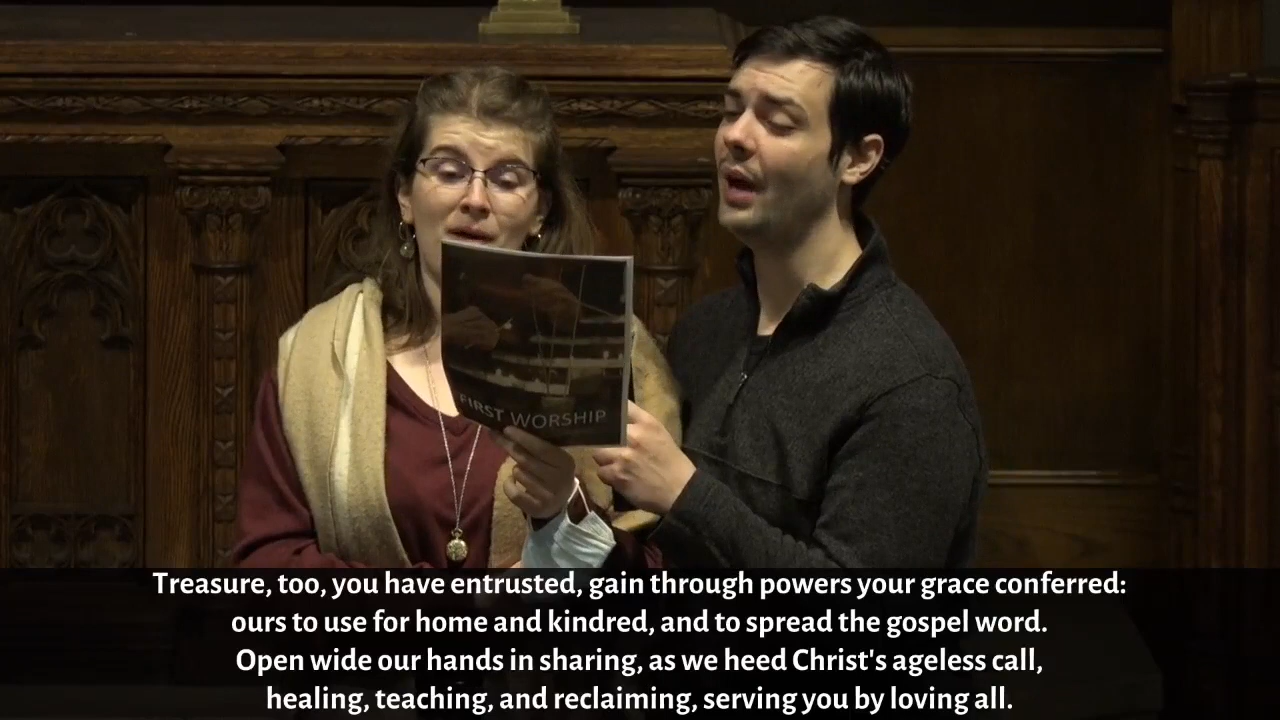 FIRST WORSHIP
Treasure, too, you have entrusted, gain through powers your grace conferred:
ours to use for home and kindred, and to spread the gospel word.
Open wide our hands in sharing, as we heed Christ's ageless call,
healing, teaching, and reclaiming, serving you by loving all.